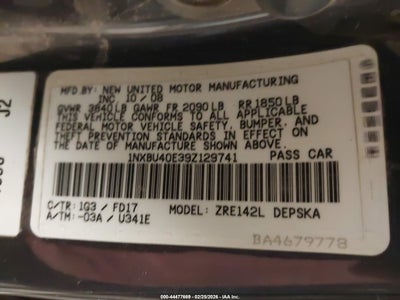 MFD.BY: NEW UNITED MOTOR MANUFACTURING
INC 10/08
GVWR 3840LB GAWR FR 2090LB RR1850LB
THIS VEHICLE CONFORMS TO ALL APPLICABLE
FEDERAL MOTOR VEHICLE SAFETY, BUMPER, AND
THEFT PREVENTION STANDARDS IN EFFECT ON
THE DATE OF MANUFACTURE SHOWN ABOVE.
1NXBU40E39Z129741 PASS CAR
C/TR: 1G3 / FD17 MODEL: ZRE142L DEPSKA
A/TM: -03A / U341E
BA4679778
J2
000-44477669 - 02/25/2026 - IAA Inc.